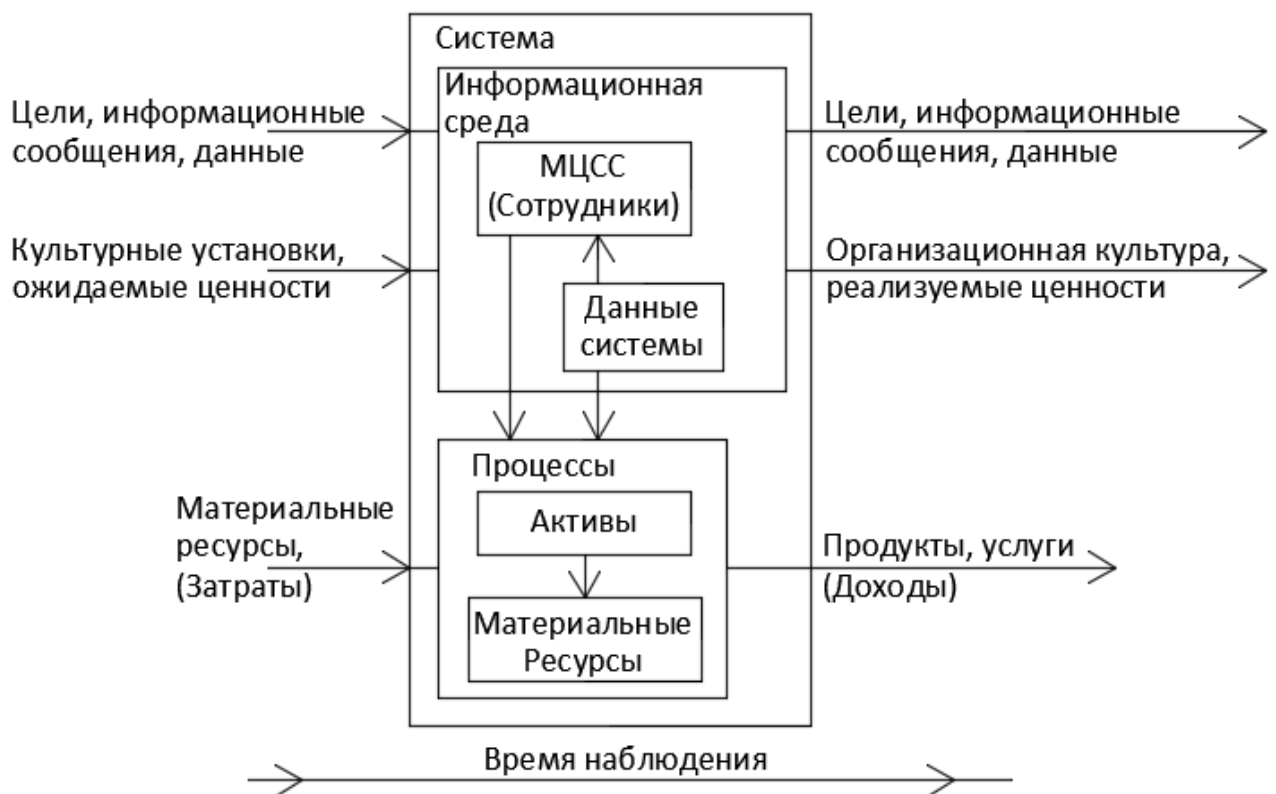 Система
Информационная
среда
Цели, информационные
сообщения, данные
Цели, информационные
сообщения, данные
МЦСС
(Сотрудники)
Культурные установки,
ожидаемые ценности
Организационная культура,
реализуемые ценности
Данные
системы
Процессы
Активы
Материальные
ресурсы,
(Затраты)
Продукты, услуги
(Доходы)
Материальные
Ресурсы
Время наблюдения